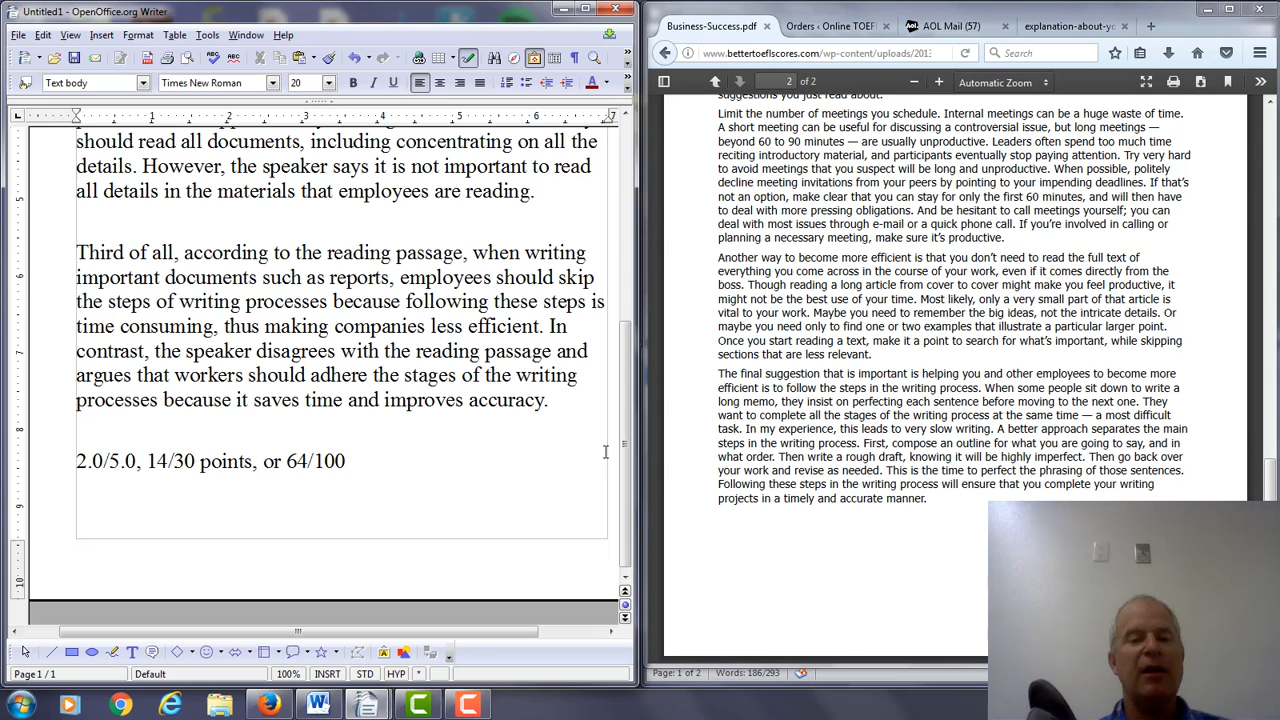 Untitled1 - OpenOffice.org Writer
File Edit View Insert Format Table Tools Window Help
Text body Times New Roman 20
1 2 3 4 5 6 7
should read all documents, including concentrating on all the
details. However, the speaker says it is not important to read
all details in the materials that employees are reading.
Third of all, according to the reading passage, when writing
important documents such as reports, employees should skip
the steps of writing processes because following these steps is
time consuming, thus making companies less efficient. In
contrast, the speaker disagrees with the reading passage and
argues that workers should adhere the stages of the writing
processes because it saves time and improves accuracy.
2.0/5.0, 14/30 points, or 64/100
Page 1 / 1 Default 100% INSRT STD HYP *
Business-Success.pdf Orders ‹ Online TOEFL AOL Mail (57) explanation-about-yo
www.bettertoeflscores.com/wp-content/uploads/2013 Search
2 of 2 Automatic Zoom
suggestions you just read about.
Limit the number of meetings you schedule. Internal meetings can be a huge waste of time.
A short meeting can be useful for discussing a controversial issue, but long meetings —
beyond 60 to 90 minutes — are usually unproductive. Leaders often spend too much time
reciting introductory material, and participants eventually stop paying attention. Try very hard
to avoid meetings that you suspect will be long and unproductive. When possible, politely
decline meeting invitations from your peers by pointing to your impending deadlines. If that's
not an option, make clear that you can stay for only the first 60 minutes, and will then have
to deal with more pressing obligations. And be hesitant to call meetings yourself; you can
deal with most issues through e-mail or a quick phone call. If you're involved in calling or
planning a necessary meeting, make sure it's productive.
Another way to become more efficient is that you don't need to read the full text of
everything you come across in the course of your work, even if it comes directly from the
boss. Though reading a long article from cover to cover might make you feel productive, it
might not be the best use of your time. Most likely, only a very small part of that article is
vital to your work. Maybe you need to remember the big ideas, not the intricate details. Or
maybe you need only to find one or two examples that illustrate a particular larger point.
Once you start reading a text, make it a point to search for what's important, while skipping
sections that are less relevant.
The final suggestion that is important is helping you and other employees to become more
efficient is to follow the steps in the writing process. When some people sit down to write a
long memo, they insist on perfecting each sentence before moving to the next one. They
want to complete all the stages of the writing process at the same time — a most difficult
task. In my experience, this leads to very slow writing. A better approach separates the main
steps in the writing process. First, compose an outline for what you are going to say, and in
what order. Then write a rough draft, knowing it will be highly imperfect. Then go back over
your work and revise as needed. This is the time to perfect the phrasing of those sentences.
Following these steps in the writing process will ensure that you complete your writing
projects in a timely and accurate manner.
Page: 1 of 2 Words: 186/293